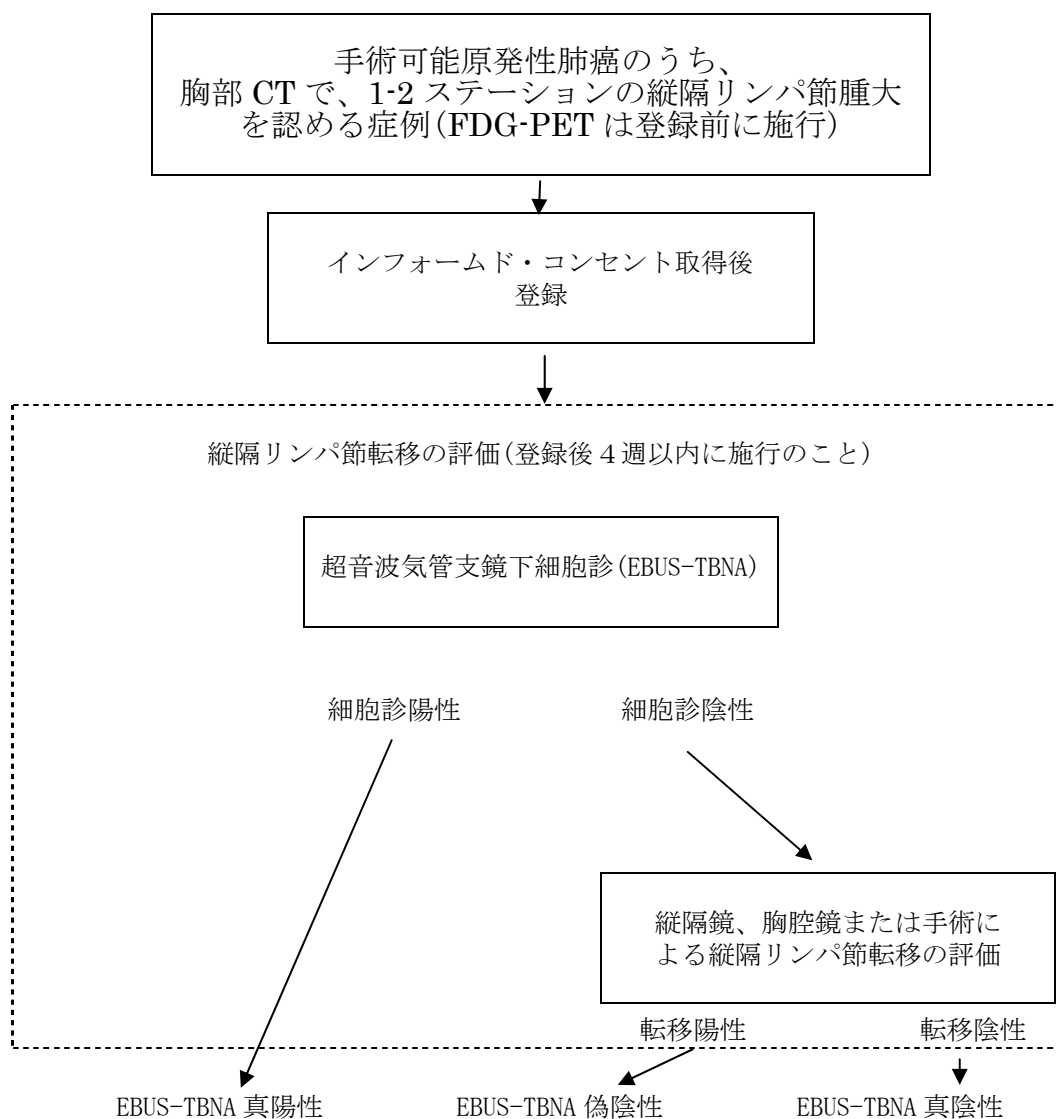 手術可能原発性肺癌のうち、
胸部 CT で、1-2 ステーションの縦隔リンパ節腫大
を認める症例(FDG-PET は登録前に施行)
インフォームド・コンセント取得後
登録
縦隔リンパ節転移の評価(登録後４週以内に施行のこと)
超音波気管支鏡下細胞診(EBUS-TBNA)
細胞診陽性
細胞診陰性
縦隔鏡、胸腔鏡または手術に
よる縦隔リンパ節転移の評価
転移陽性
転移陰性
EBUS-TBNA 真陽性
EBUS-TBNA 偽陰性
EBUS-TBNA 真陰性